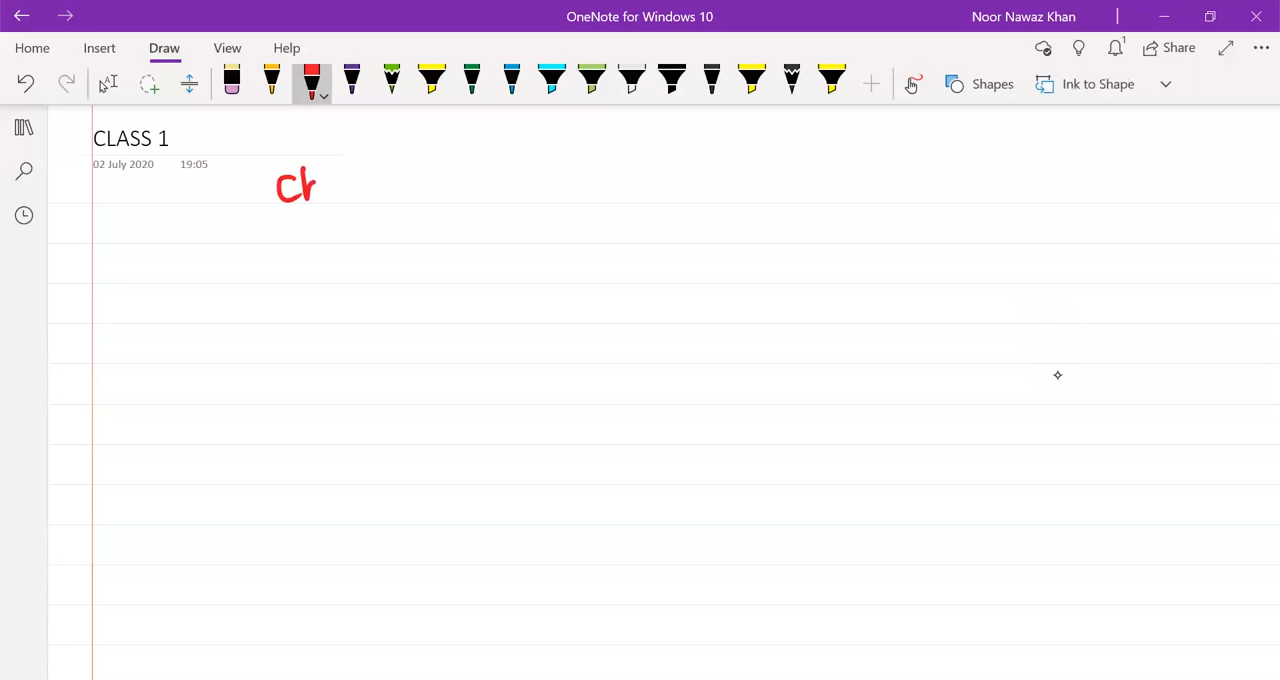 OneNote for Windows 10
Noor Nawaz Khan
Home Insert Draw View Help
1
Share
Shapes
Ink to Shape
CLASS 1
02 July 2020 19:05